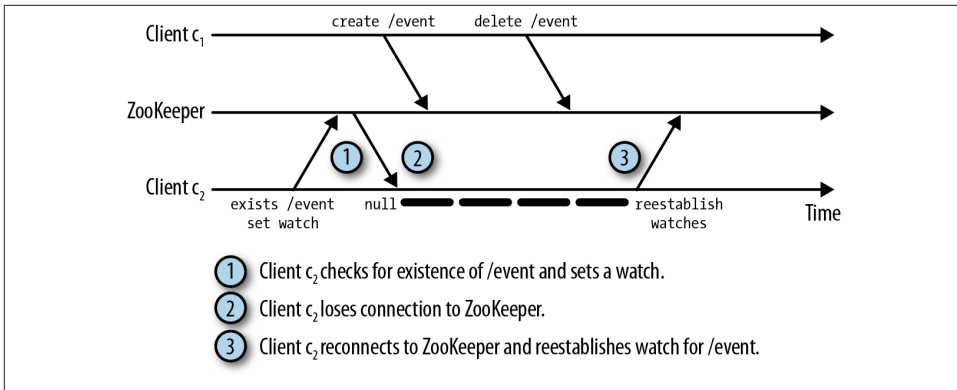 create /event
delete /event
Client c1
ZooKeeper
1
2
3
Client c2
exists /event
set watch
null
reestablish
watches
Time
1 Client c2 checks for existence of /event and sets a watch.
2 Client c2 loses connection to ZooKeeper.
3 Client c2 reconnects to ZooKeeper and reestablishes watch for /event.